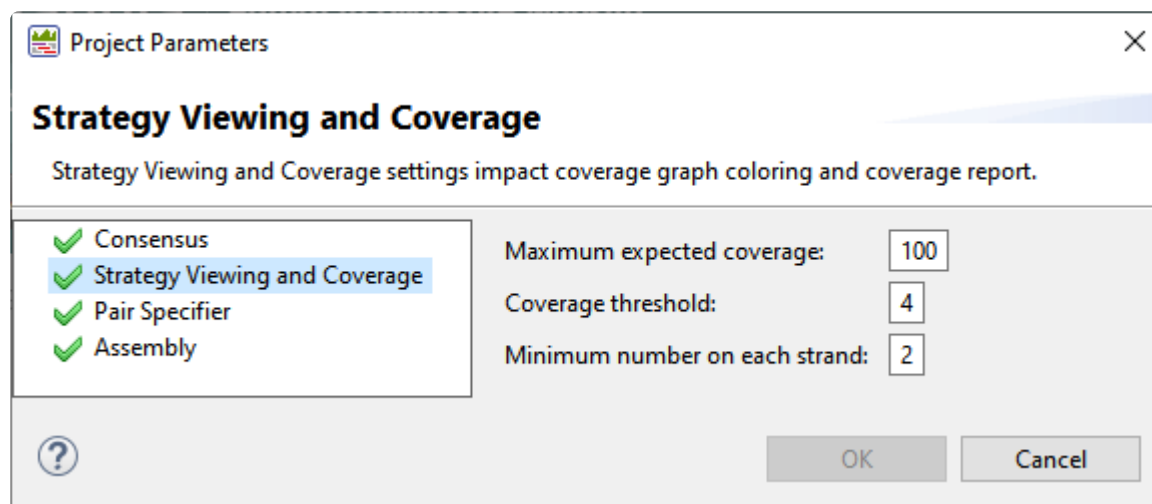 Project Parameters
Strategy Viewing and Coverage
Strategy Viewing and Coverage settings impact coverage graph coloring and coverage report.
Consensus
Strategy Viewing and Coverage
Pair Specifier
Assembly
Maximum expected coverage: 100
Coverage threshold: 4
Minimum number on each strand: 2
?
OK
Cancel